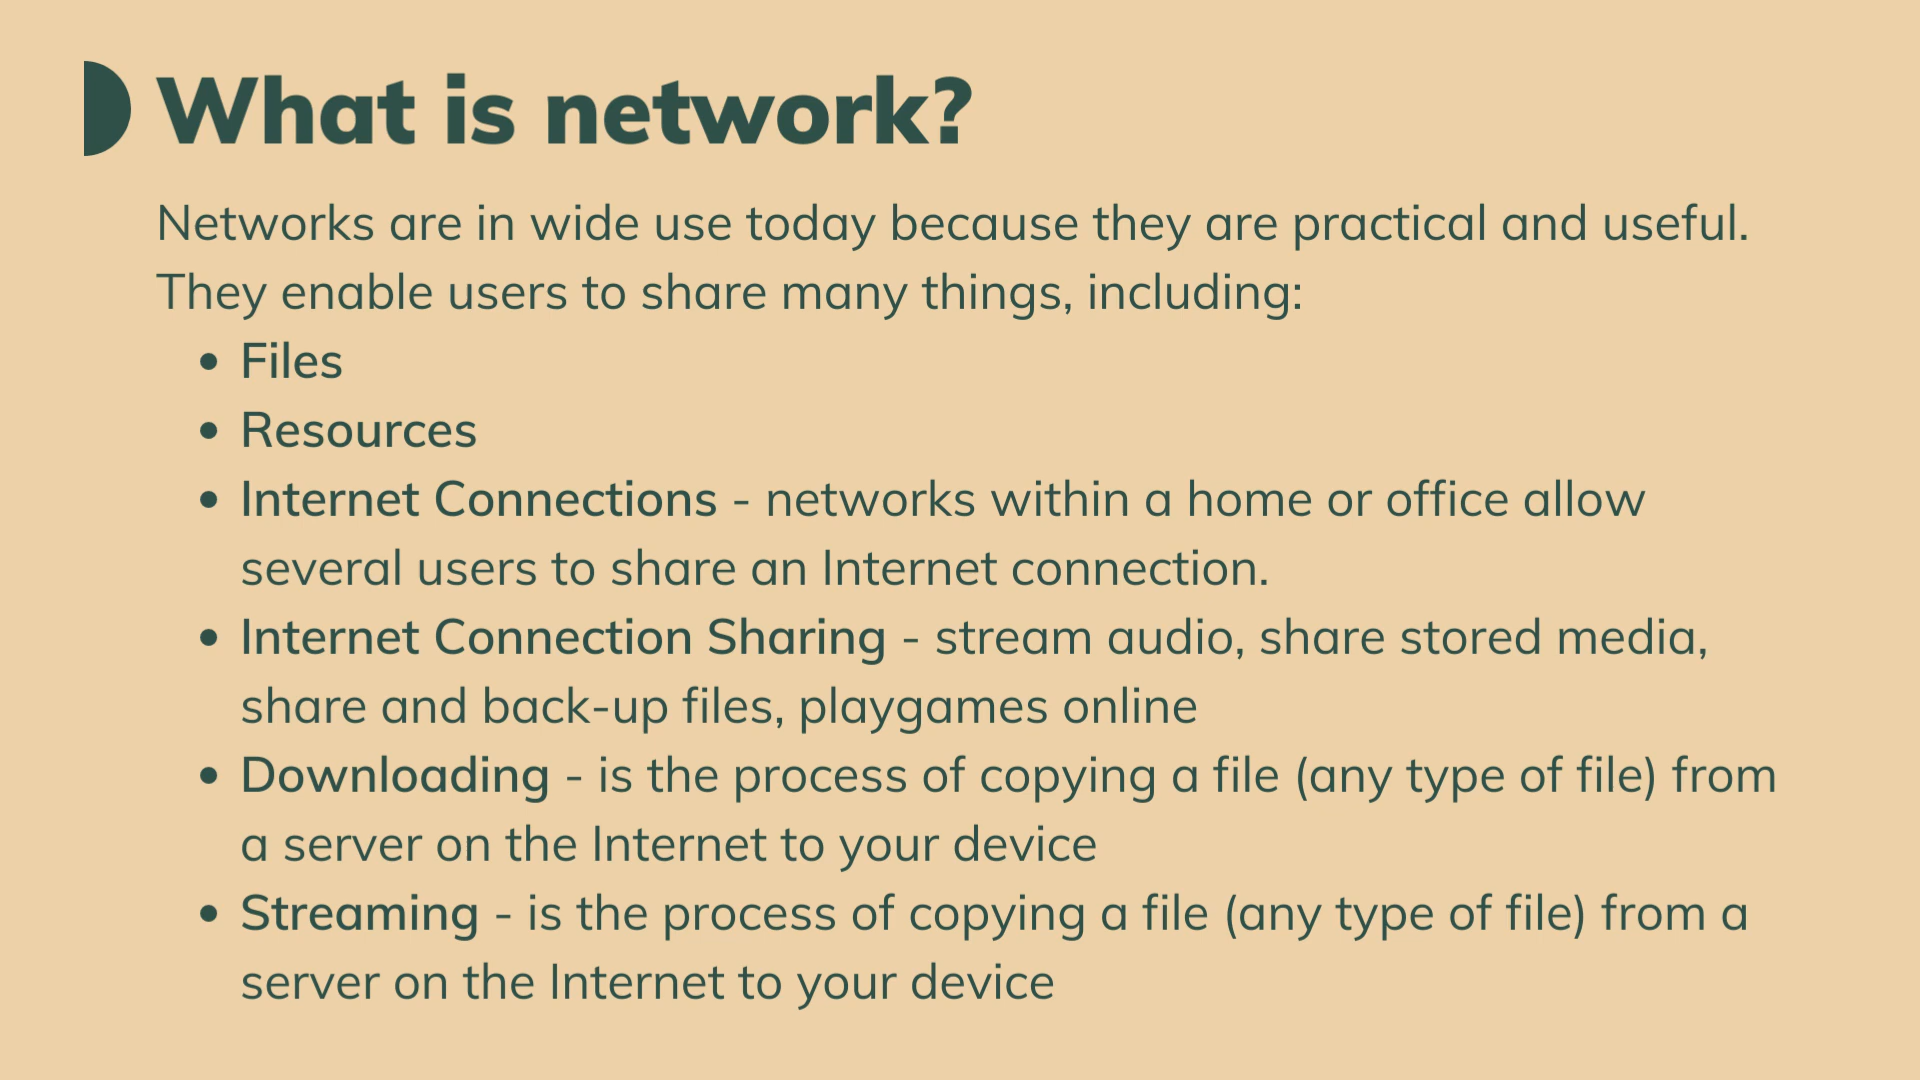 What is network?
Networks are in wide use today because they are practical and useful.
They enable users to share many things, including:
• Files
• Resources
• Internet Connections - networks within a home or office allow
several users to share an Internet connection.
• Internet Connection Sharing - stream audio, share stored media,
share and back-up files, playgames online
• Downloading - is the process of copying a file (any type of file) from
a server on the Internet to your device
• Streaming - is the process of copying a file (any type of file) from a
server on the Internet to your device